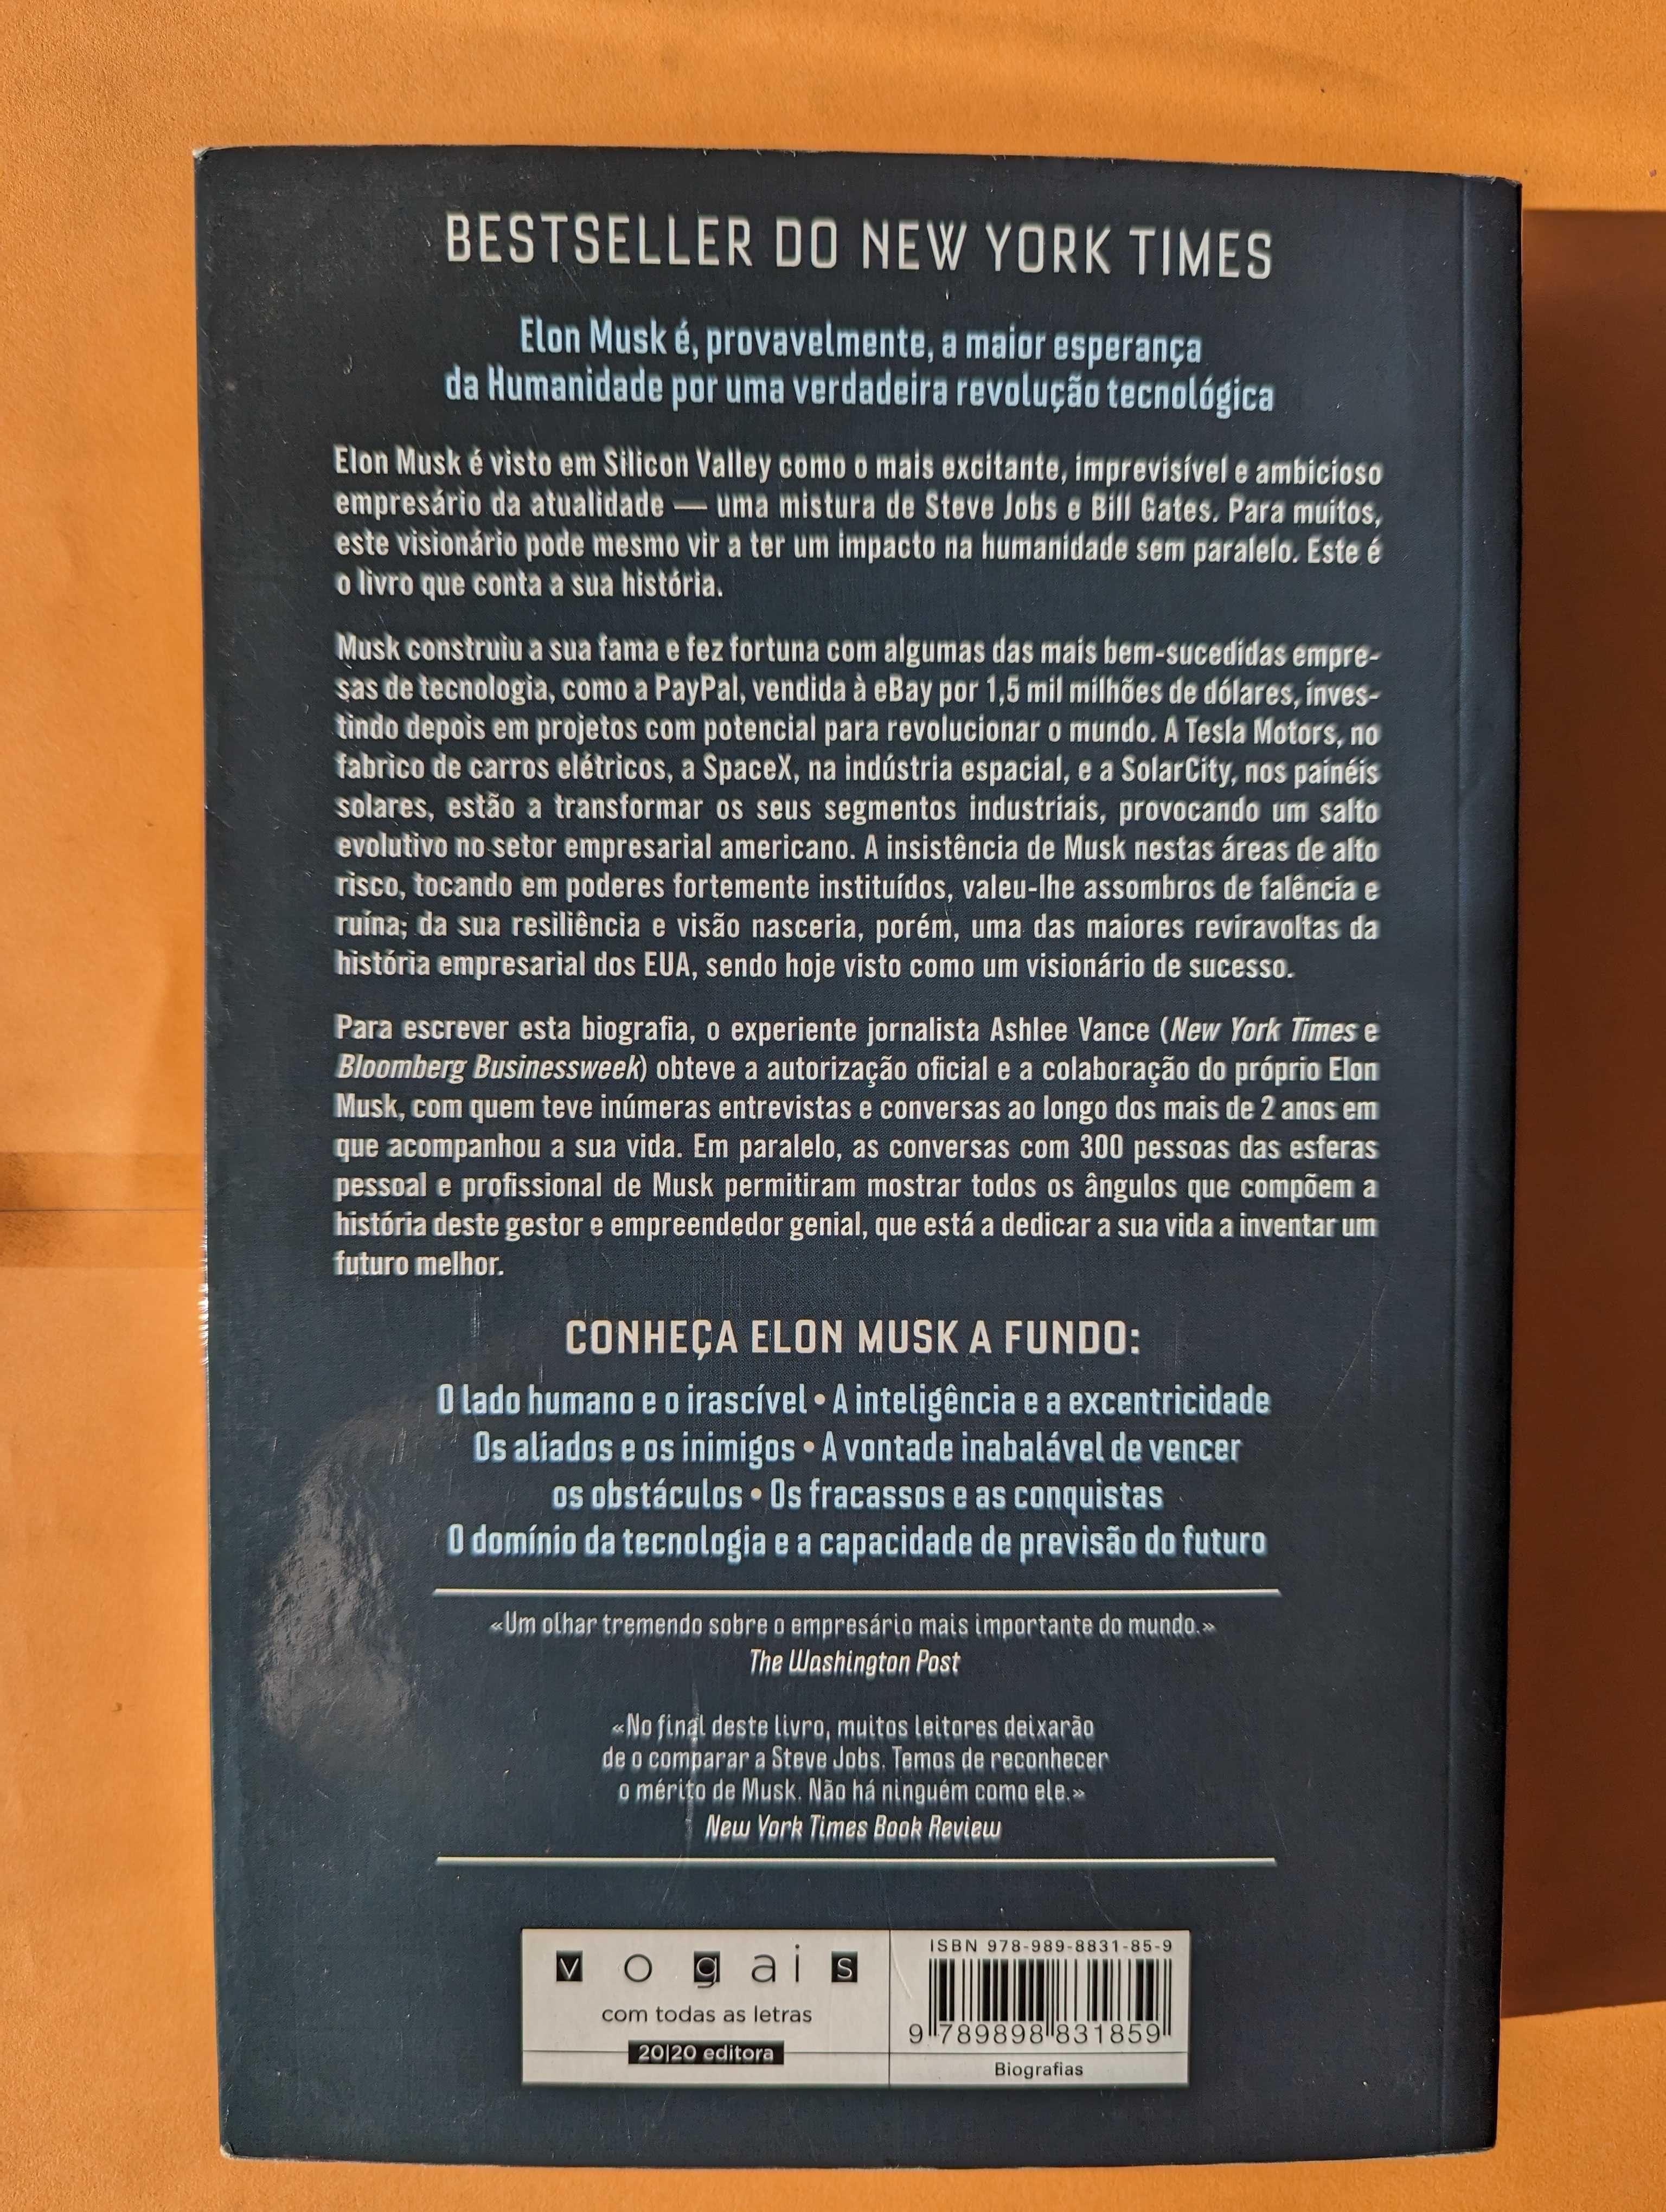 BESTSELLER DO NEW YORK TIMES
Elon Musk é, provavelmente, a maior esperança
da Humanidade por uma verdadeira revolução tecnológica
Elon Musk é visto em Silicon Valley como o mais excitante, imprevisível e ambicioso
empresário da atualidade — uma mistura de Steve Jobs e Bill Gates. Para muitos,
este visionário pode mesmo vir a ter um impacto na humanidade sem paralelo. Este é
o livro que conta a sua história.
Musk construiu a sua fama e fez fortuna com algumas das mais bem-sucedidas empre-
sas de tecnologia, como a PayPal, vendida à eBay por 1,5 mil milhões de dólares, inves-
tindo depois em projetos com potencial para revolucionar o mundo. A Tesla Motors, no
fabrico de carros elétricos, a SpaceX, na indústria espacial, e a SolarCity, nos painéis
solares, estão a transformar os seus segmentos industriais, provocando um salto
evolutivo no setor empresarial americano. A insistência de Musk nestas áreas de alto
risco, tocando em poderes fortemente instituídos, valeu-lhe assombros de falência e
ruína; da sua resiliência e visão nasceria, porém, uma das maiores reviravoltas da
história empresarial dos EUA, sendo hoje visto como um visionário de sucesso.
Para escrever esta biografia, o experiente jornalista Ashlee Vance (New York Times e
Bloomberg Businessweek) obteve a autorização oficial e a colaboração do próprio Elon
Musk, com quem teve inúmeras entrevistas e conversas ao longo dos mais de 2 anos em
que acompanhou a sua vida. Em paralelo, as conversas com 300 pessoas das esferas
pessoal e profissional de Musk permitiram mostrar todos os ângulos que compõem a
história deste gestor e empreendedor genial, que está a dedicar a sua vida a inventar um
futuro melhor.
CONHEÇA ELON MUSK A FUNDO:
O lado humano e o irascível • A inteligência e a excentricidade
Os aliados e os inimigos • A vontade inabalável de vencer
os obstáculos • Os fracassos e as conquistas
O domínio da tecnologia e a capacidade de previsão do futuro
«Um olhar tremendo sobre o empresário mais importante do mundo.»
The Washington Post
«No final deste livro, muitos leitores deixarão
de o comparar a Steve Jobs. Temos de reconhecer
o mérito de Musk. Não há ninguém como ele.»
New York Times Book Review
vogais
com todas as letras
20|20 editora
ISBN 978-989-8831-85-9
9 789898 831859
Biografias